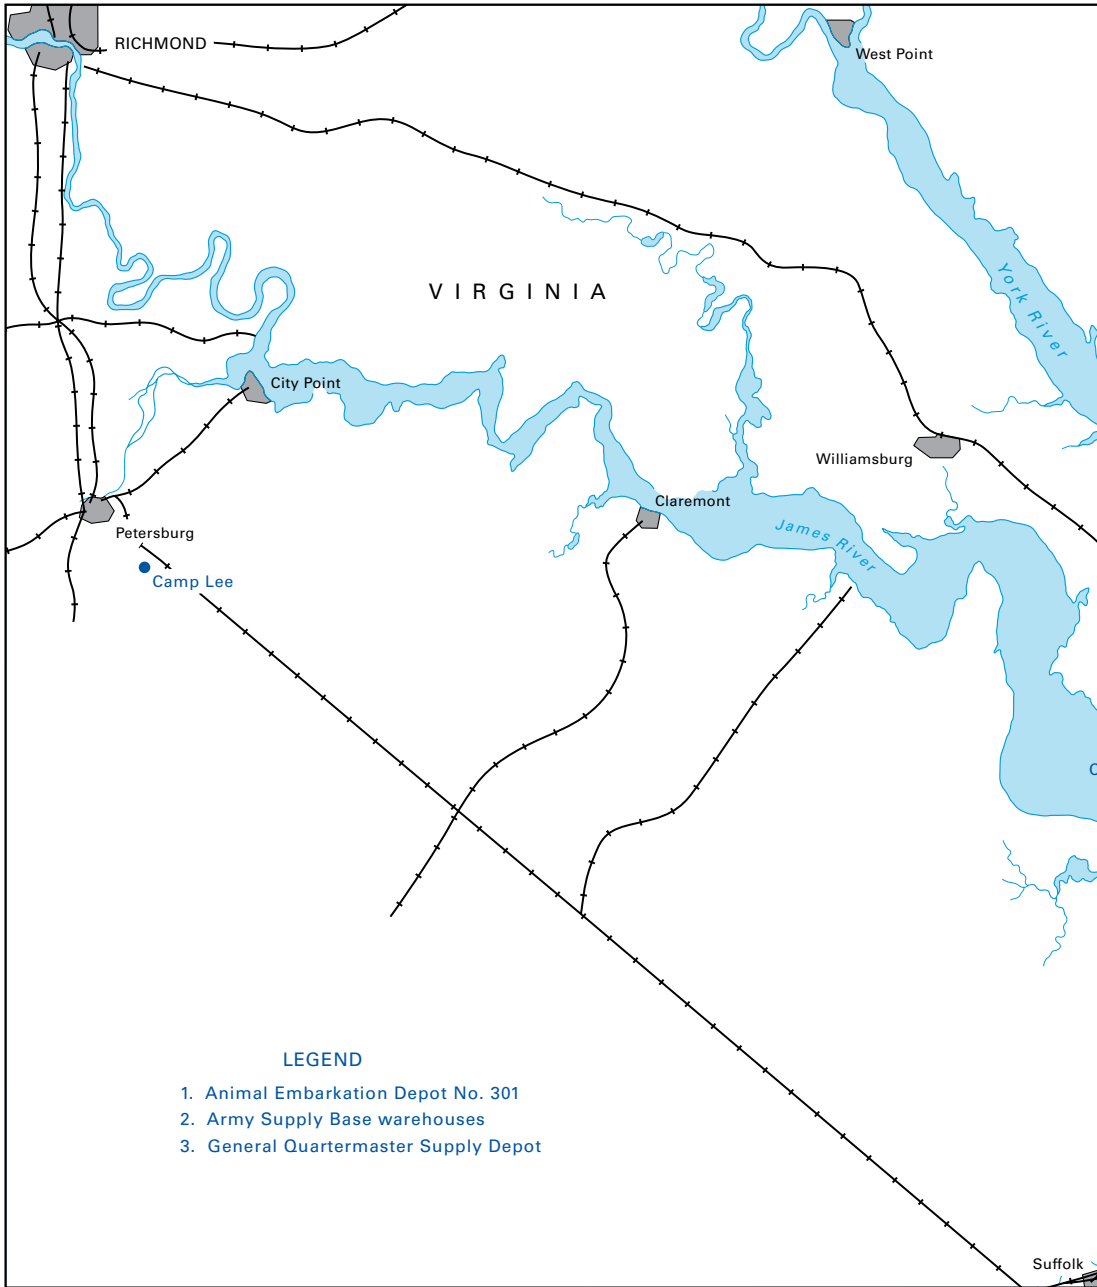 RICHMOND
West Point
VIRGINIA
York River
City Point
Williamsburg
Claremont
James River
Petersburg
Camp Lee
LEGEND
1. Animal Embarkation Depot No. 301
2. Army Supply Base warehouses
3. General Quartermaster Supply Depot
Suffolk